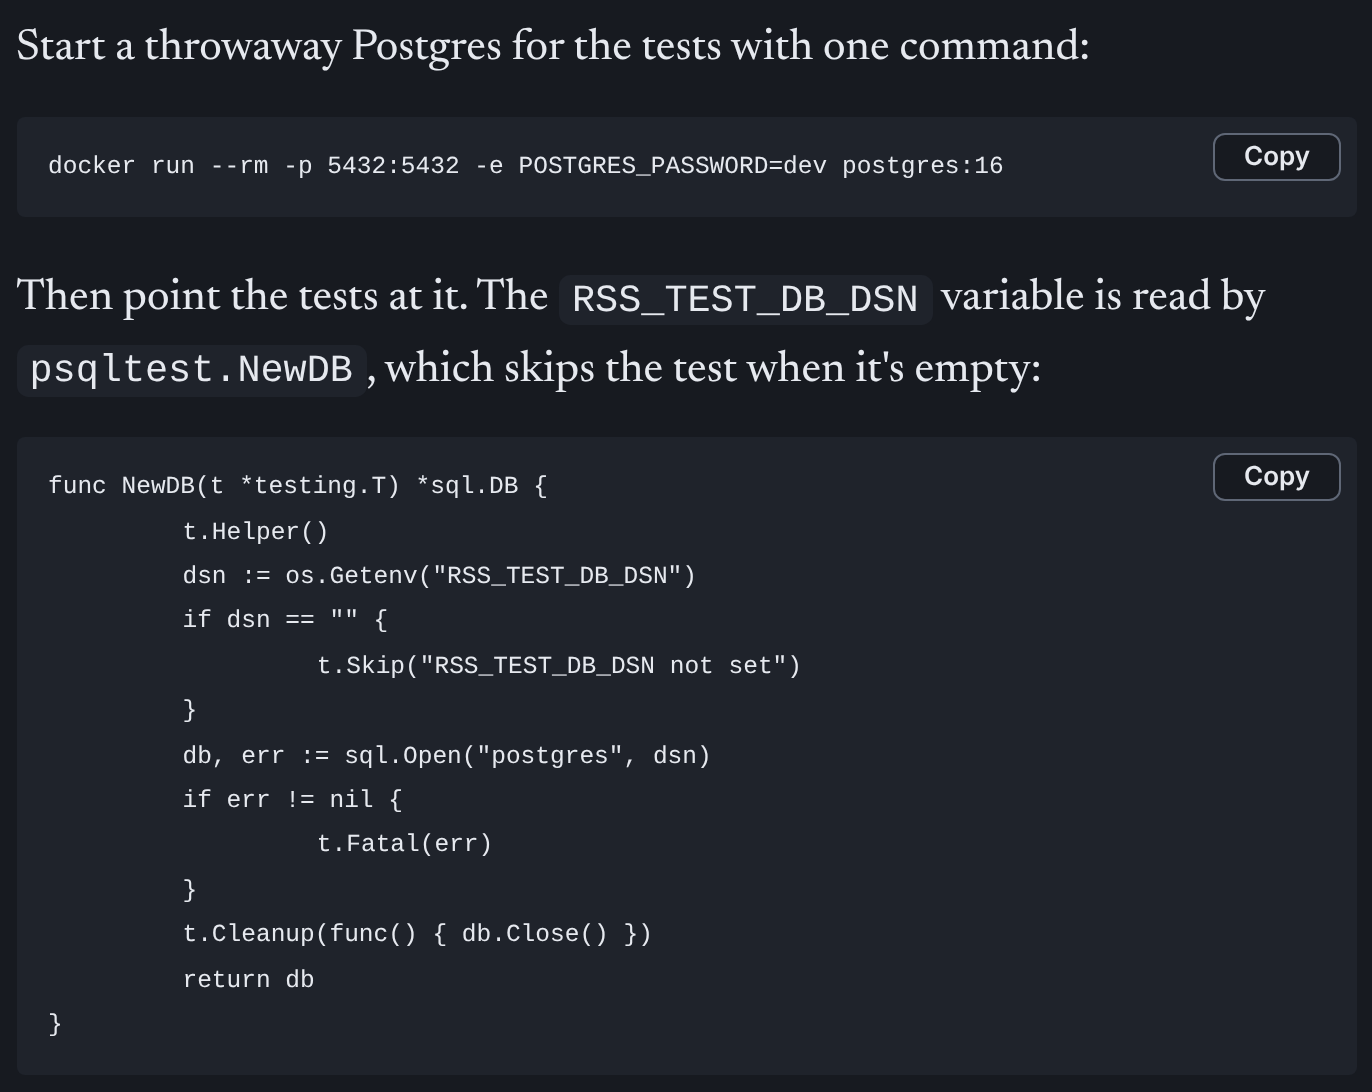 Start a throwaway Postgres for the tests with one command:
docker run --rm -p 5432:5432 -e POSTGRES_PASSWORD=dev postgres:16
Copy
Then point the tests at it. The RSS_TEST_DB_DSN variable is read by
psqltest.NewDB, which skips the test when it's empty:
Copy
func NewDB(t *testing.T) *sql.DB {
	t.Helper()
	dsn := os.Getenv("RSS_TEST_DB_DSN")
	if dsn == "" {
		t.Skip("RSS_TEST_DB_DSN not set")
	}
	db, err := sql.Open("postgres", dsn)
	if err != nil {
		t.Fatal(err)
	}
	t.Cleanup(func() { db.Close() })
	return db
}